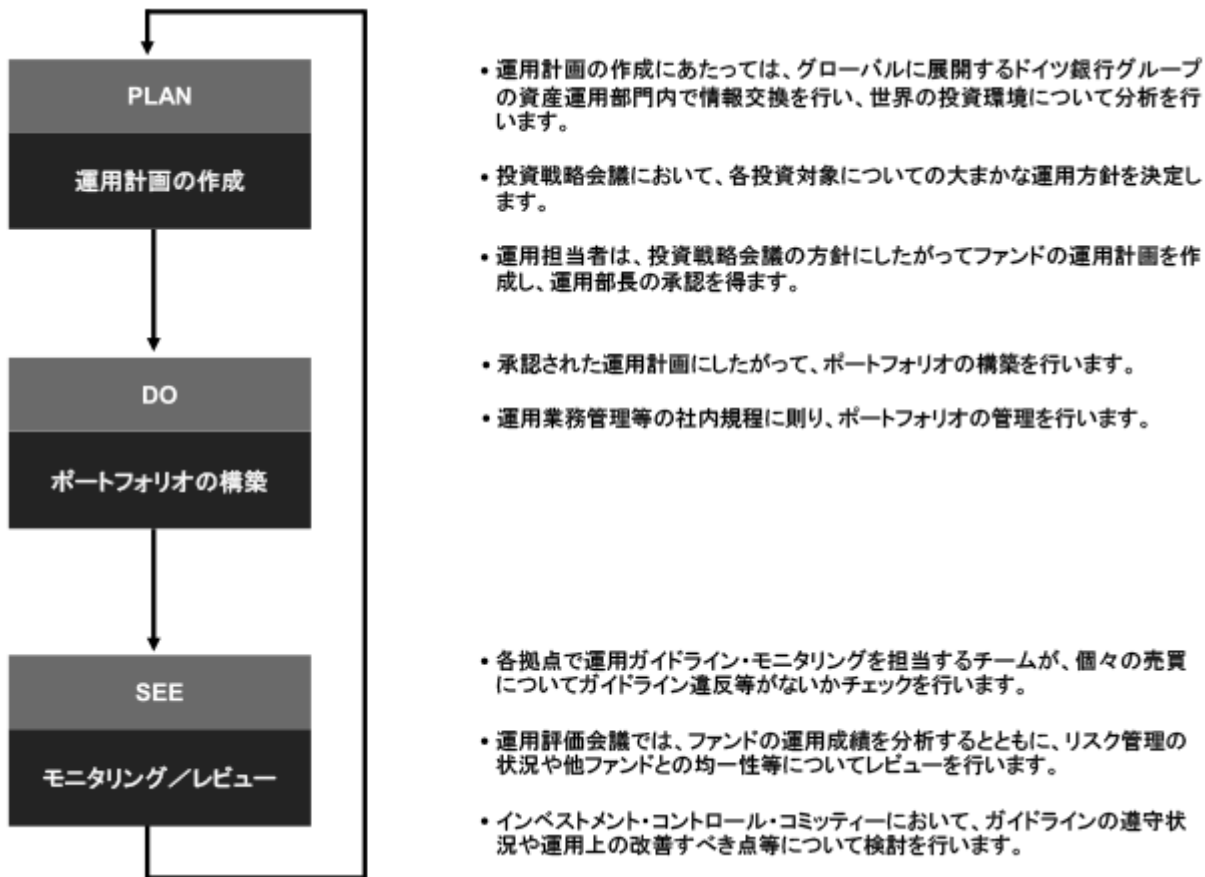 PLAN
運用計画の作成
• 運用計画の作成にあたっては、グローバルに展開するドイツ銀行グループ
の資産運用部門内で情報交換を行い、世界の投資環境について分析を行
います。
• 投資戦略会議において、各投資対象についての大まかな運用方針を決定し
ます。
• 運用担当者は、投資戦略会議の方針にしたがってファンドの運用計画を作
成し、運用部長の承認を得ます。
DO
ポートフォリオの構築
• 承認された運用計画にしたがって、ポートフォリオの構築を行います。
• 運用業務管理等の社内規程に則り、ポートフォリオの管理を行います。
SEE
モニタリング／レビュー
• 各拠点で運用ガイドライン・モニタリングを担当するチームが、個々の売買
についてガイドライン違反等がないかチェックを行います。
• 運用評価会議では、ファンドの運用成績を分析するとともに、リスク管理の
状況や他ファンドとの均一性等についてレビューを行います。
• インベストメント・コントロール・コミッティーにおいて、ガイドラインの遵守状
況や運用上の改善すべき点等について検討を行います。